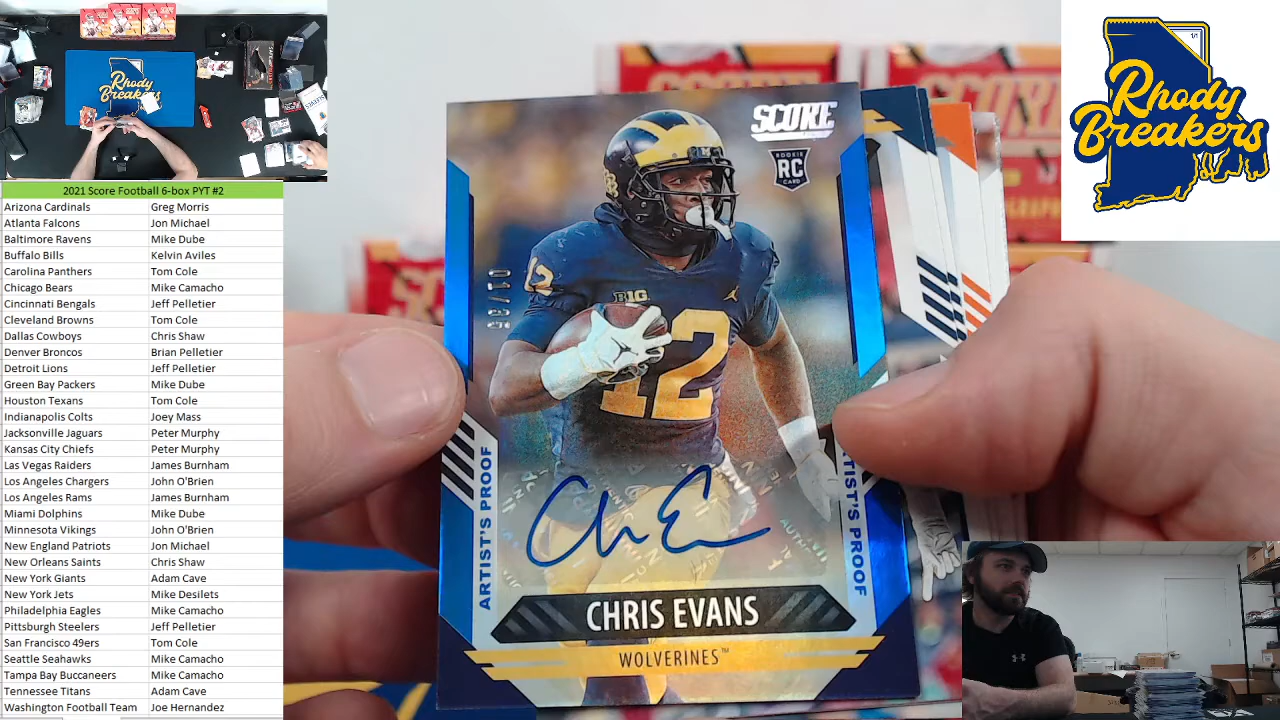 2021 Score Football 6-box PYT #2
Arizona Cardinals Greg Morris
Atlanta Falcons Jon Michael
Baltimore Ravens Mike Dube
Buffalo Bills Kelvin Aviles
Carolina Panthers Tom Cole
Chicago Bears Mike Camacho
Cincinnati Bengals Jeff Pelletier
Cleveland Browns Tom Cole
Dallas Cowboys Chris Shaw
Denver Broncos Brian Pelletier
Detroit Lions Jeff Pelletier
Green Bay Packers Mike Dube
Houston Texans Tom Cole
Indianapolis Colts Joey Mass
Jacksonville Jaguars Peter Murphy
Kansas City Chiefs Peter Murphy
Las Vegas Raiders James Burnham
Los Angeles Chargers John O'Brien
Los Angeles Rams James Burnham
Miami Dolphins Mike Dube
Minnesota Vikings John O'Brien
New England Patriots Jon Michael
New Orleans Saints Chris Shaw
New York Giants Adam Cave
New York Jets Mike Desilets
Philadelphia Eagles Mike Camacho
Pittsburgh Steelers Jeff Pelletier
San Francisco 49ers Tom Cole
Seattle Seahawks Mike Camacho
Tampa Bay Buccaneers Mike Camacho
Tennessee Titans Adam Cave
Washington Football Team Joe Hernandez
Rhody
Breakers
SCORE
ROOKIE
RC
CARD
12
B1G
12
ARTIST'S PROOF
TIST'S PROOF
CHRIS EVANS
WOLVERINES™
1/1
Rhody
Breakers